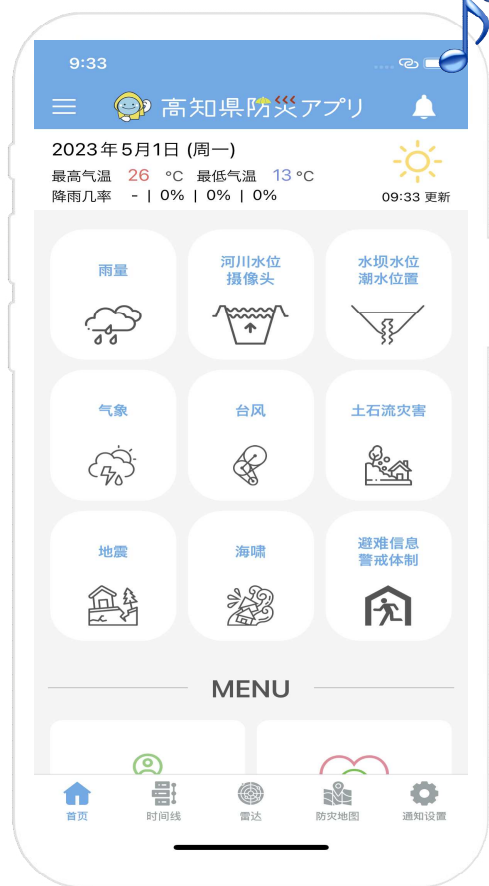 9:33
高知県防災アプリ
2023年5月1日 (周一)
最高气温 26 °C 最低气温 13 °C
降雨几率 - | 0% | 0% | 0%
09:33 更新
雨量
河川水位
摄像头
水坝水位
潮水位置
气象
台风
土石流灾害
地震
海啸
避难信息
警戒体制
MENU
首页
时间线
雷达
防灾地图
通知设置